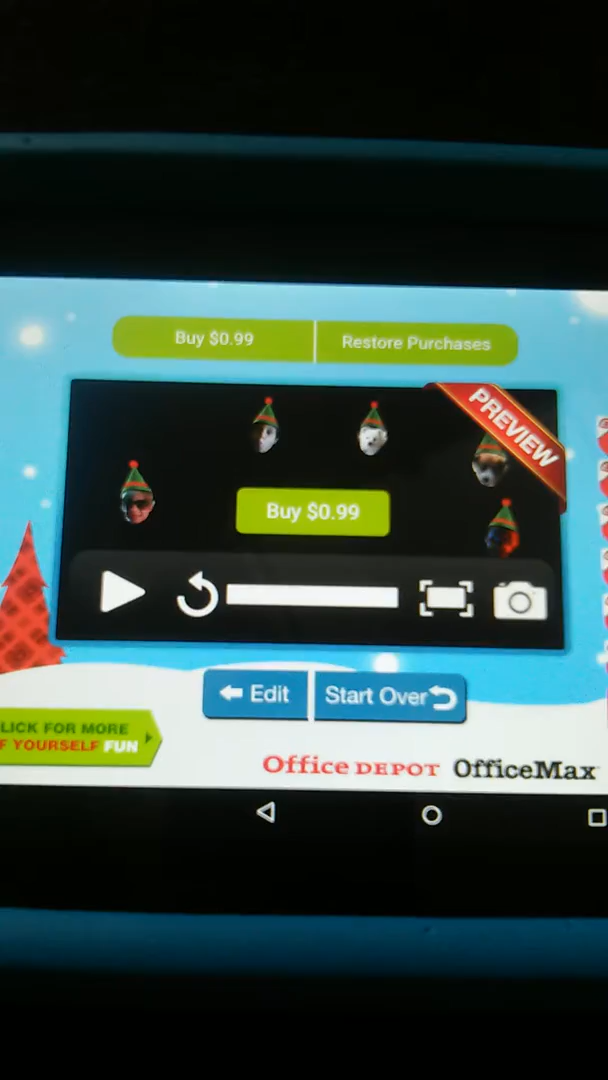 Buy $0.99
Restore Purchases
PREVIEW
Buy $0.99
Edit
Start Over
LICK FOR MORE
F YOURSELF FUN
Office DEPOT OfficeMax